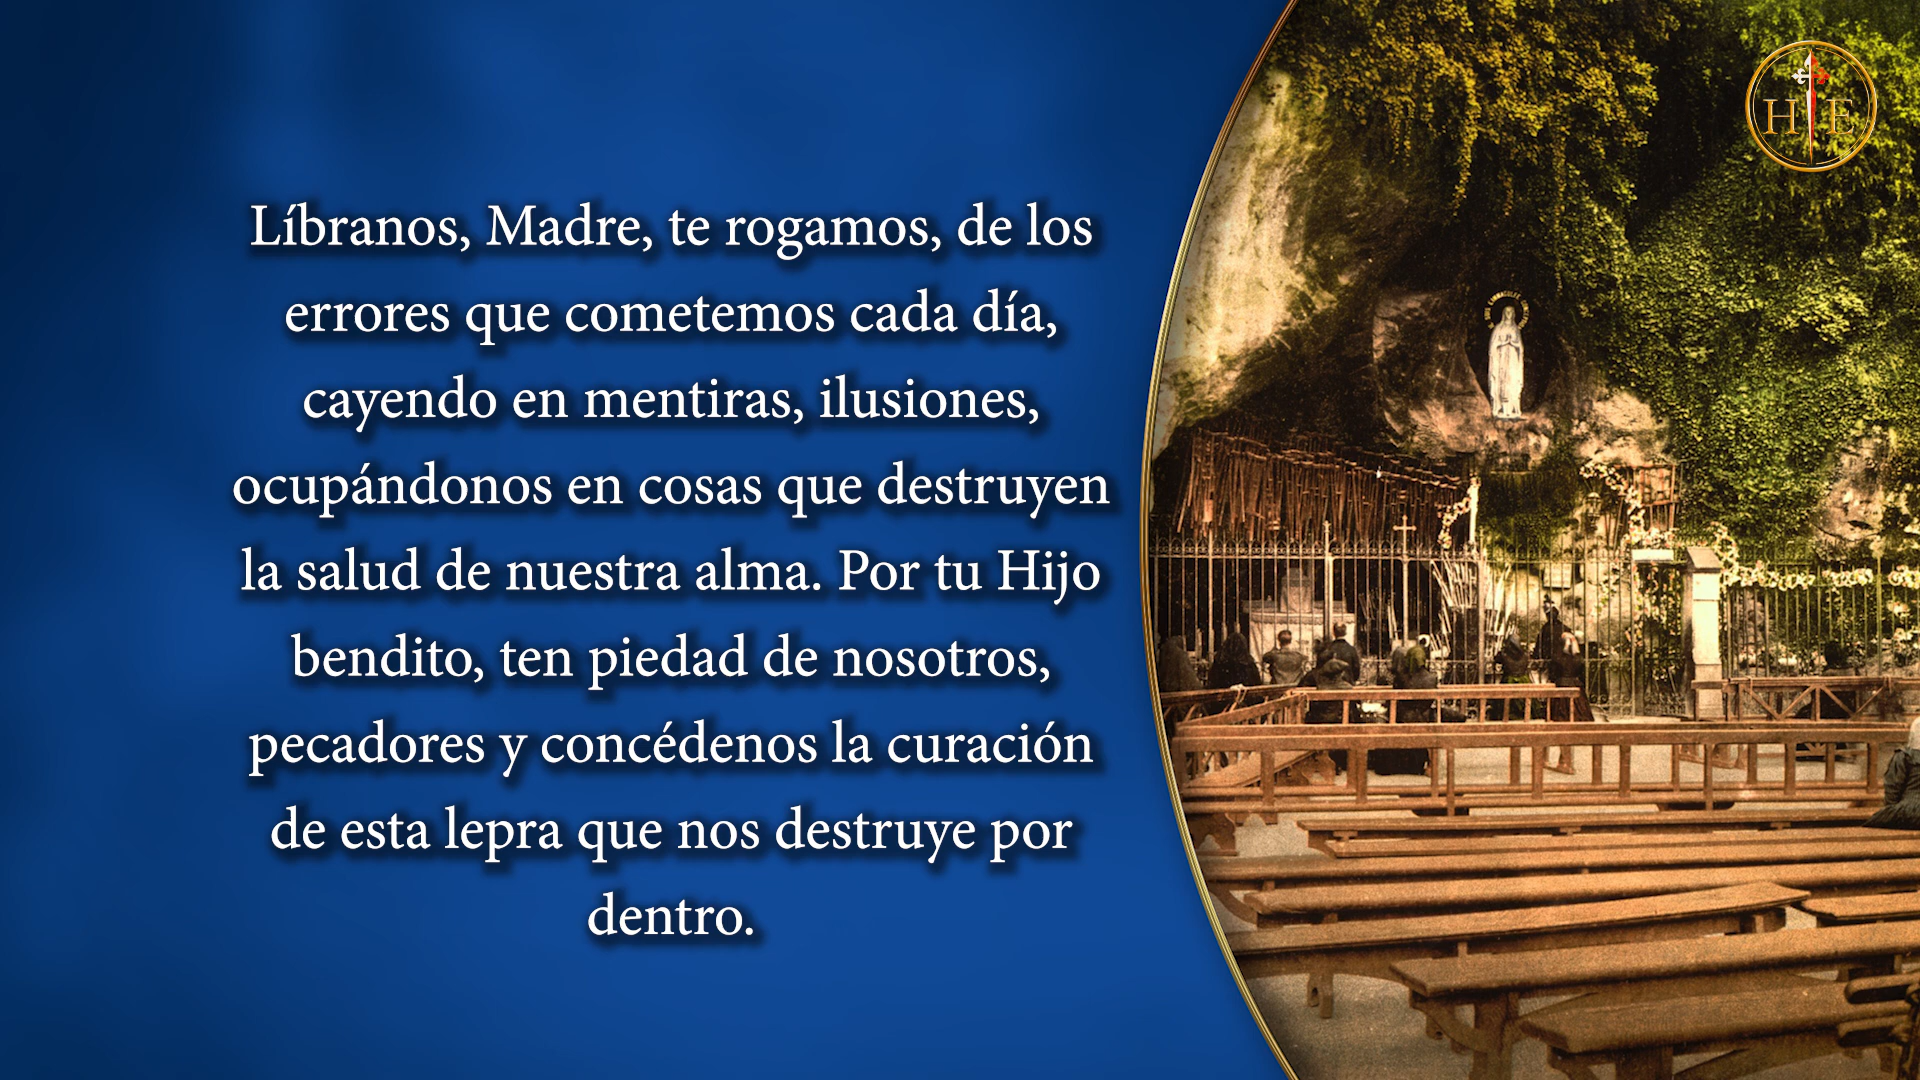 Líbranos, Madre, te rogamos, de los
errores que cometemos cada día,
cayendo en mentiras, ilusiones,
ocupándonos en cosas que destruyen
la salud de nuestra alma. Por tu Hijo
bendito, ten piedad de nosotros,
pecadores y concédenos la curación
de esta lepra que nos destruye por
dentro.
H E